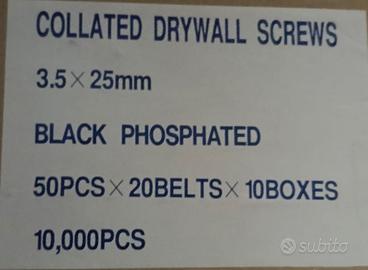 COLLATED DRYWALL SCREWS
3.5×25mm
BLACK PHOSPHATED
50PCS×20BELTS×10BOXES
10,000PCS
subito